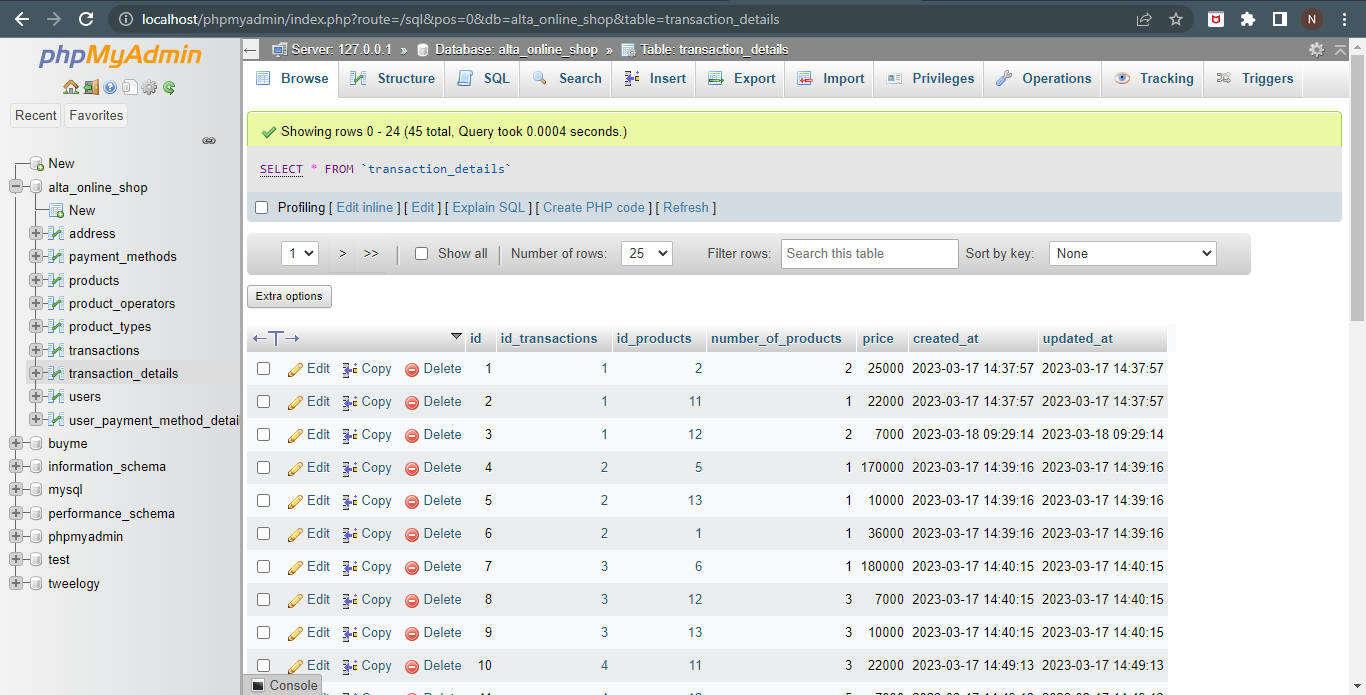 localhost/phpmyadmin/index.php?route=/sql&pos=0&db=alta_online_shop&table=transaction_details
N
phpMyAdmin
Recent
Favorites
New
alta_online_shop
New
address
payment_methods
products
product_operators
product_types
transactions
transaction_details
users
user_payment_method_detai
buyme
information_schema
mysql
performance_schema
phpmyadmin
test
tweelogy
Server: 127.0.0.1 » Database: alta_online_shop » Table: transaction_details
Browse Structure SQL Search Insert Export Import Privileges Operations Tracking Triggers
Showing rows 0 - 24 (45 total, Query took 0.0004 seconds.)
SELECT * FROM `transaction_details`
Profiling [ Edit inline ] [ Edit ] [ Explain SQL ] [ Create PHP code ] [ Refresh ]
1 > >> Show all Number of rows: 25 Filter rows: Search this table Sort by key: None
Extra options
id id_transactions id_products number_of_products price created_at updated_at
Edit Copy Delete 1 1 2 2 25000 2023-03-17 14:37:57 2023-03-17 14:37:57
Edit Copy Delete 2 1 11 1 22000 2023-03-17 14:37:57 2023-03-17 14:37:57
Edit Copy Delete 3 1 12 2 7000 2023-03-18 09:29:14 2023-03-18 09:29:14
Edit Copy Delete 4 2 5 1 170000 2023-03-17 14:39:16 2023-03-17 14:39:16
Edit Copy Delete 5 2 13 1 10000 2023-03-17 14:39:16 2023-03-17 14:39:16
Edit Copy Delete 6 2 1 1 36000 2023-03-17 14:39:16 2023-03-17 14:39:16
Edit Copy Delete 7 3 6 1 180000 2023-03-17 14:40:15 2023-03-17 14:40:15
Edit Copy Delete 8 3 12 3 7000 2023-03-17 14:40:15 2023-03-17 14:40:15
Edit Copy Delete 9 3 13 3 10000 2023-03-17 14:40:15 2023-03-17 14:40:15
Edit Copy Delete 10 4 11 3 22000 2023-03-17 14:49:13 2023-03-17 14:49:13
Console